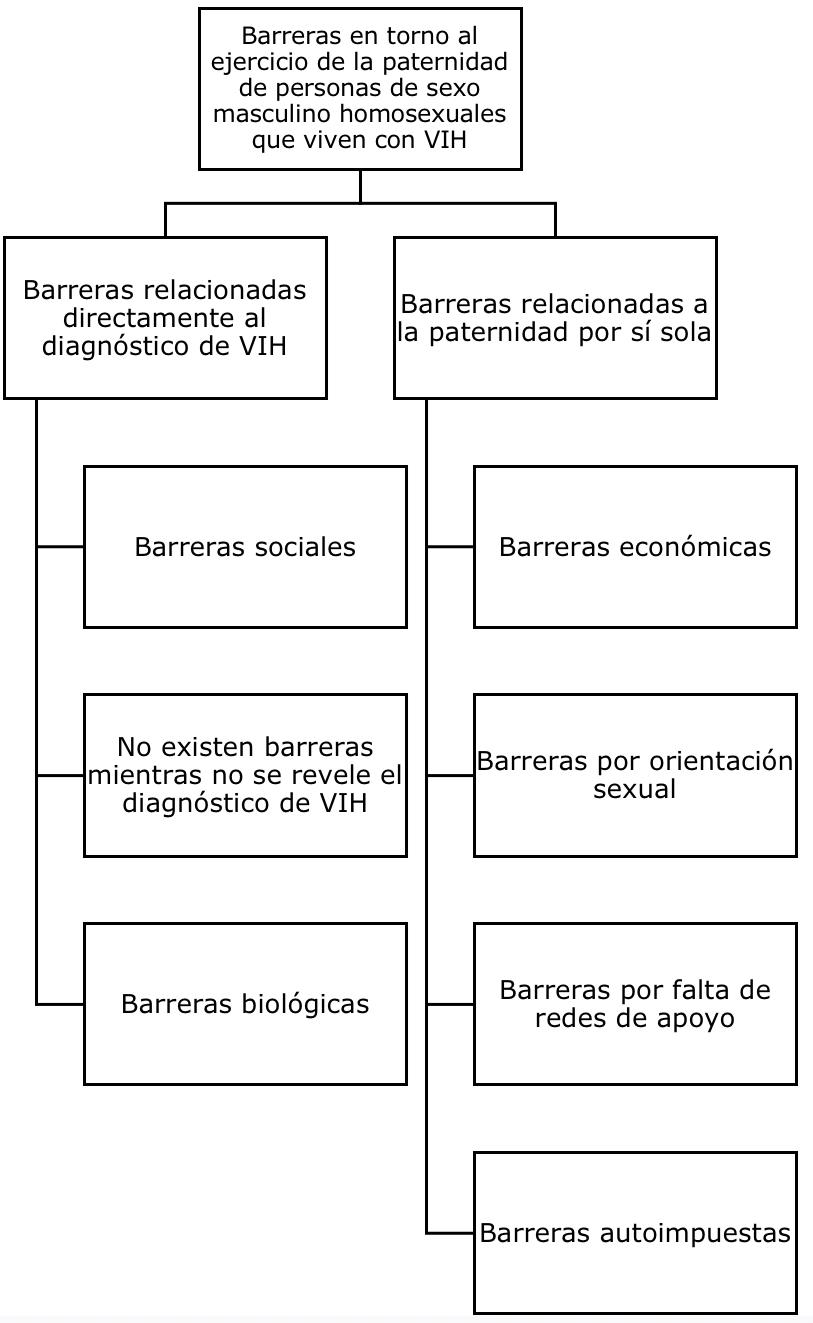 Barreras en torno al
ejercicio de la paternidad
de personas de sexo
masculino homosexuales
que viven con VIH
Barreras relacionadas
directamente al
diagnóstico de VIH
Barreras sociales
No existen barreras
mientras no se revele el
diagnóstico de VIH
Barreras biológicas
Barreras relacionadas a
la paternidad por sí sola
Barreras económicas
Barreras por orientación
sexual
Barreras por falta de
redes de apoyo
Barreras autoimpuestas